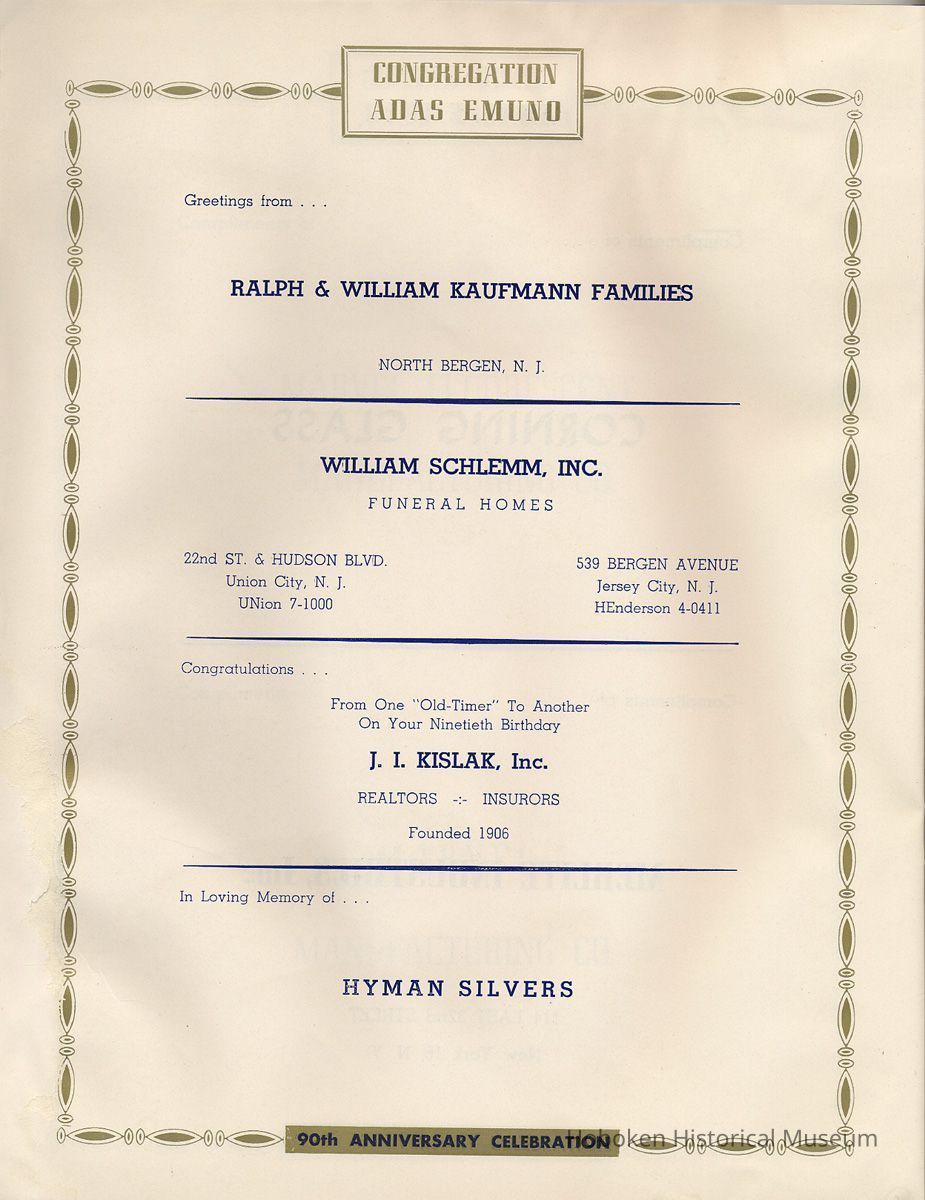 CONGREGATION
ADAS EMUNO
Greetings from . . .
RALPH & WILLIAM KAUFMANN FAMILIES
NORTH BERGEN, N. J.
WILLIAM SCHLEMM, INC.
FUNERAL HOMES
22nd ST. & HUDSON BLVD.
Union City, N. J.
UNion 7-1000
539 BERGEN AVENUE
Jersey City, N. J.
HEnderson 4-0411
Congratulations . . .
From One "Old-Timer" To Another
On Your Ninetieth Birthday
J. I. KISLAK, Inc.
REALTORS -:- INSURORS
Founded 1906
In Loving Memory of . . .
HYMAN SILVERS
90th ANNIVERSARY CELEBRATION
Hoboken Historical Museum